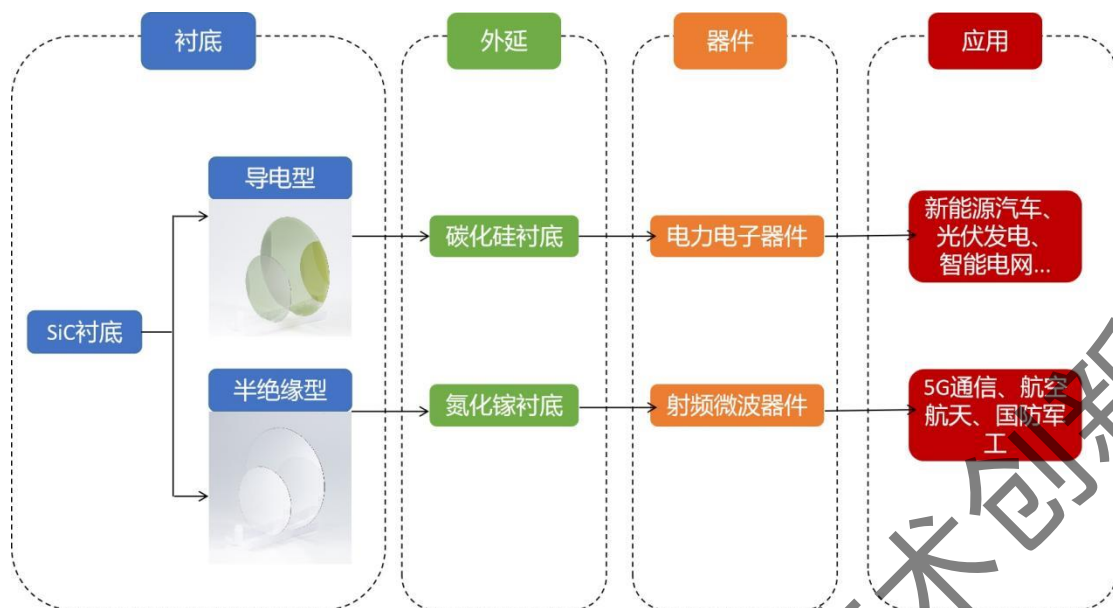 衬底
外延
器件
应用
导电型
碳化硅衬底
电力电子器件
新能源汽车、
光伏发电、
智能电网...
SiC衬底
半绝缘型
氮化镓衬底
射频微波器件
5G通信、航空
航天、国防军
工
术创新